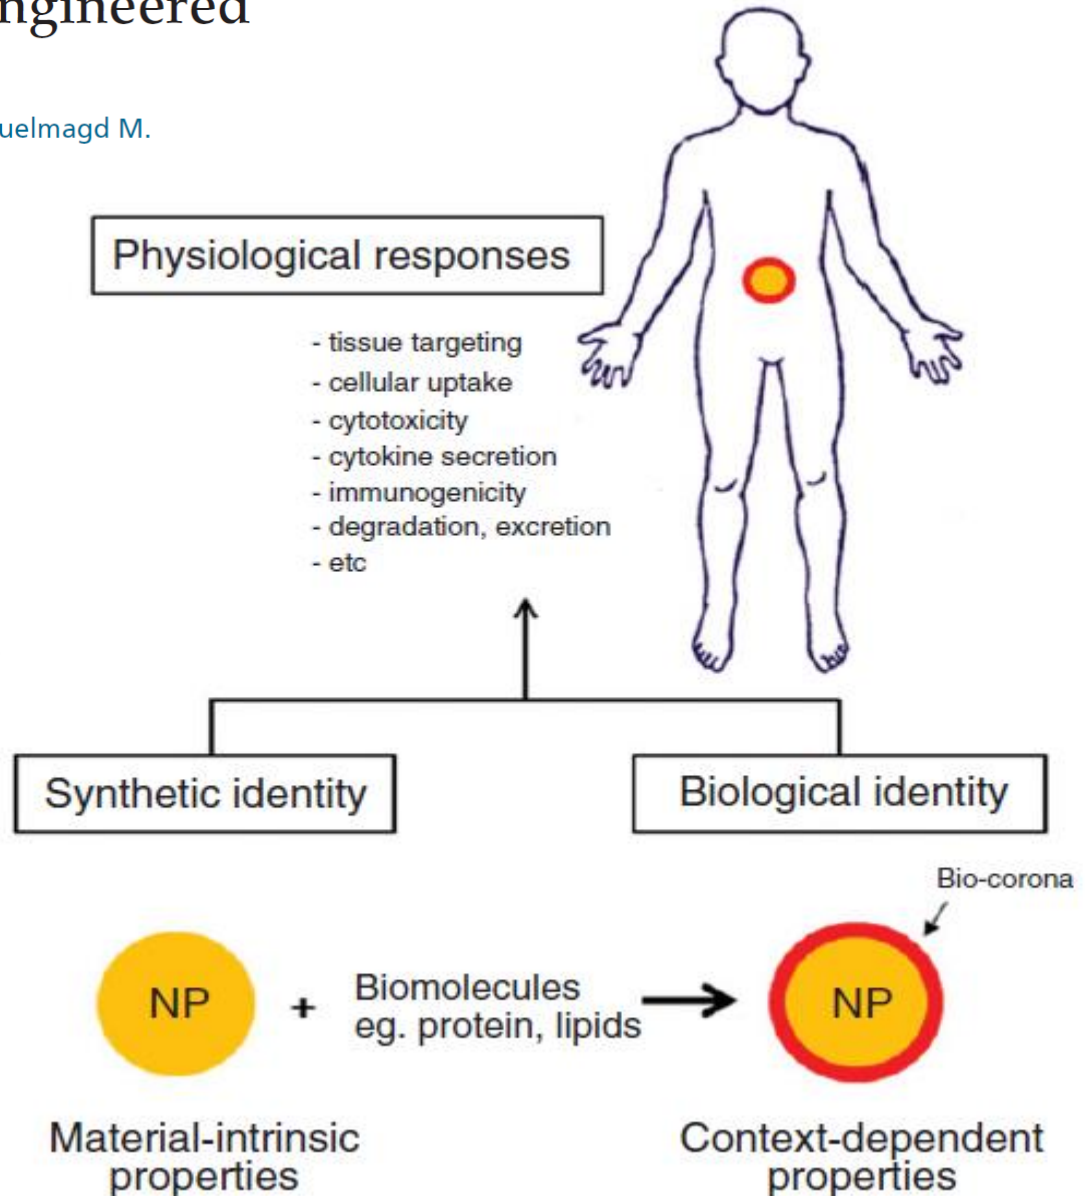 ngineered
uelmagd M.
Physiological responses
- tissue targeting
- cellular uptake
- cytotoxicity
- cytokine secretion
- immunogenicity
- degradation, excretion
- etc
Synthetic identity
Biological identity
Bio-corona
NP
+
Biomolecules
eg. protein, lipids
NP
Material-intrinsic
properties
Context-dependent
properties